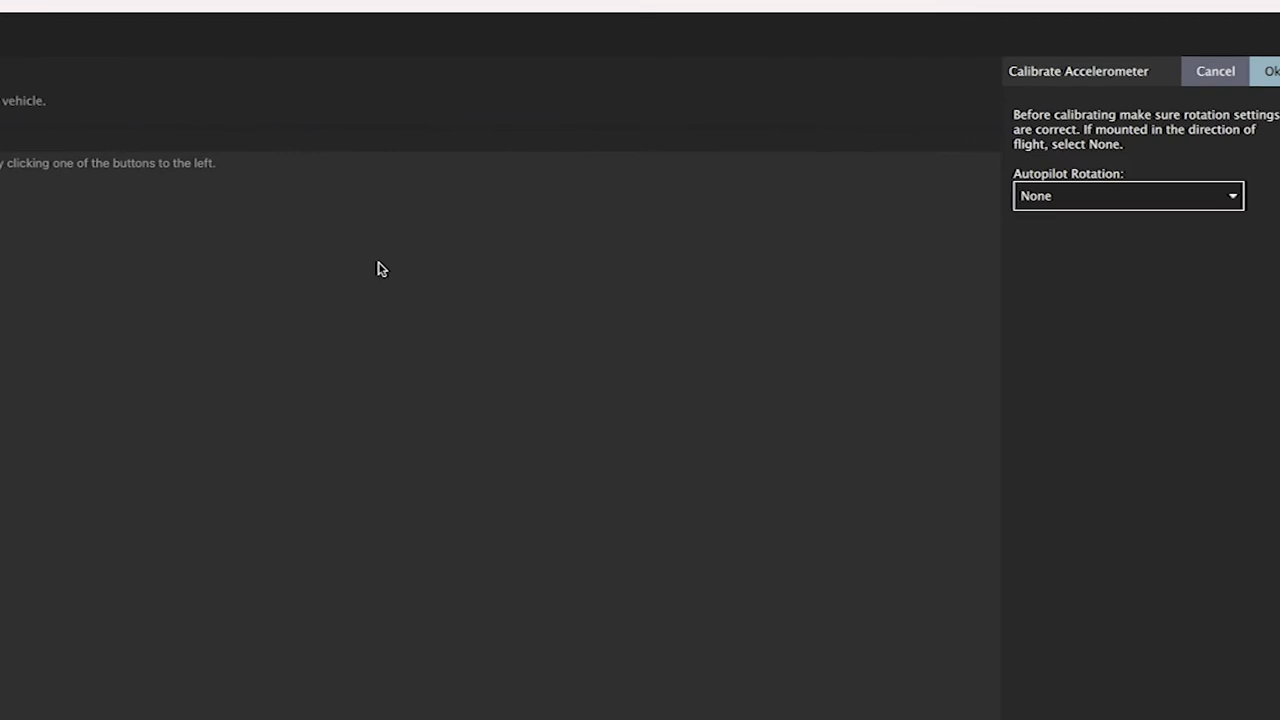 Calibrate Accelerometer Cancel Ok
vehicle.
Before calibrating make sure rotation settings
are correct. If mounted in the direction of
flight, select None.
clicking one of the buttons to the left.
Autopilot Rotation:
None